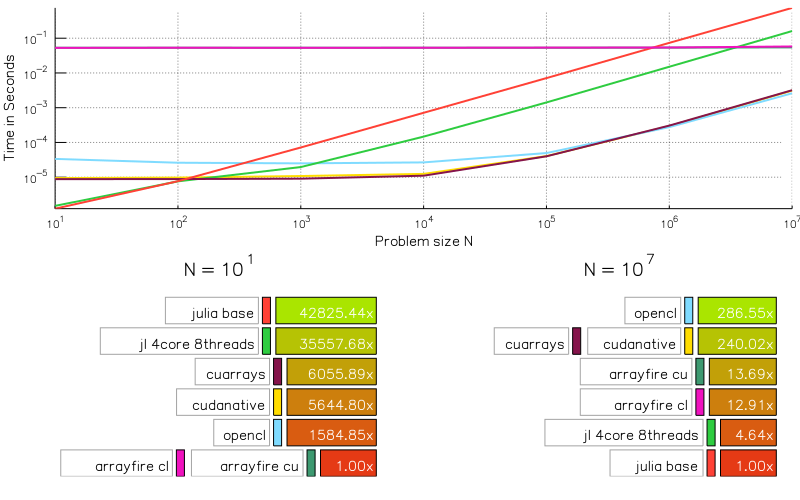 Time in Seconds
10^-1
10^-2
10^-3
10^-4
10^-5
10^1 10^2 10^3 10^4 10^5 10^6 10^7
Problem size N
N = 10^1
julia base 42825.44x
jl 4core 8threads 35557.68x
cuarrays 6055.89x
cudanative 5644.80x
opencl 1584.85x
arrayfire cl arrayfire cu 1.00x
N = 10^7
opencl 286.55x
cuarrays cudanative 240.02x
arrayfire cu 13.69x
arrayfire cl 12.91x
jl 4core 8threads 4.64x
julia base 1.00x